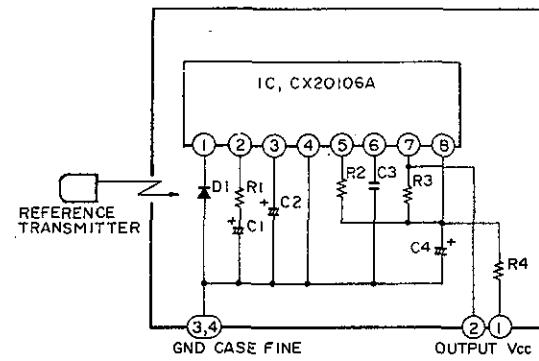 IC, CX20106A
1 2 3 4 5 6 7 8
D1 R1 R2 C3 R3
C2
C1
C4
R4
+
+
+
REFERENCE
TRANSMITTER
3,4 2 1
GND CASE FINE OUTPUT Vcc